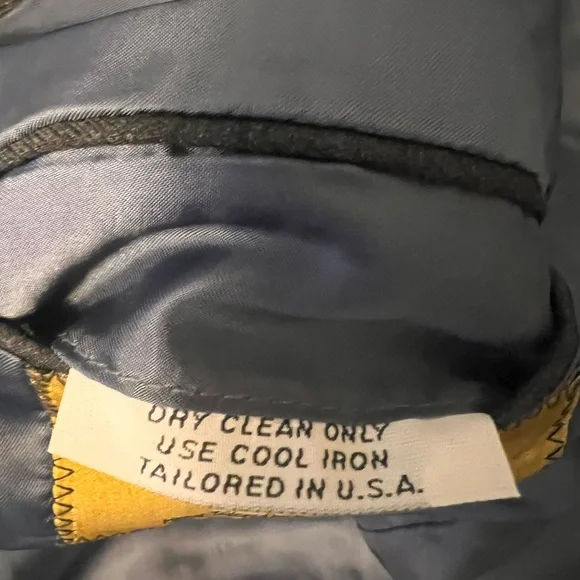 DRY CLEAN ONLY
USE COOL IRON
TAILORED IN U.S.A.